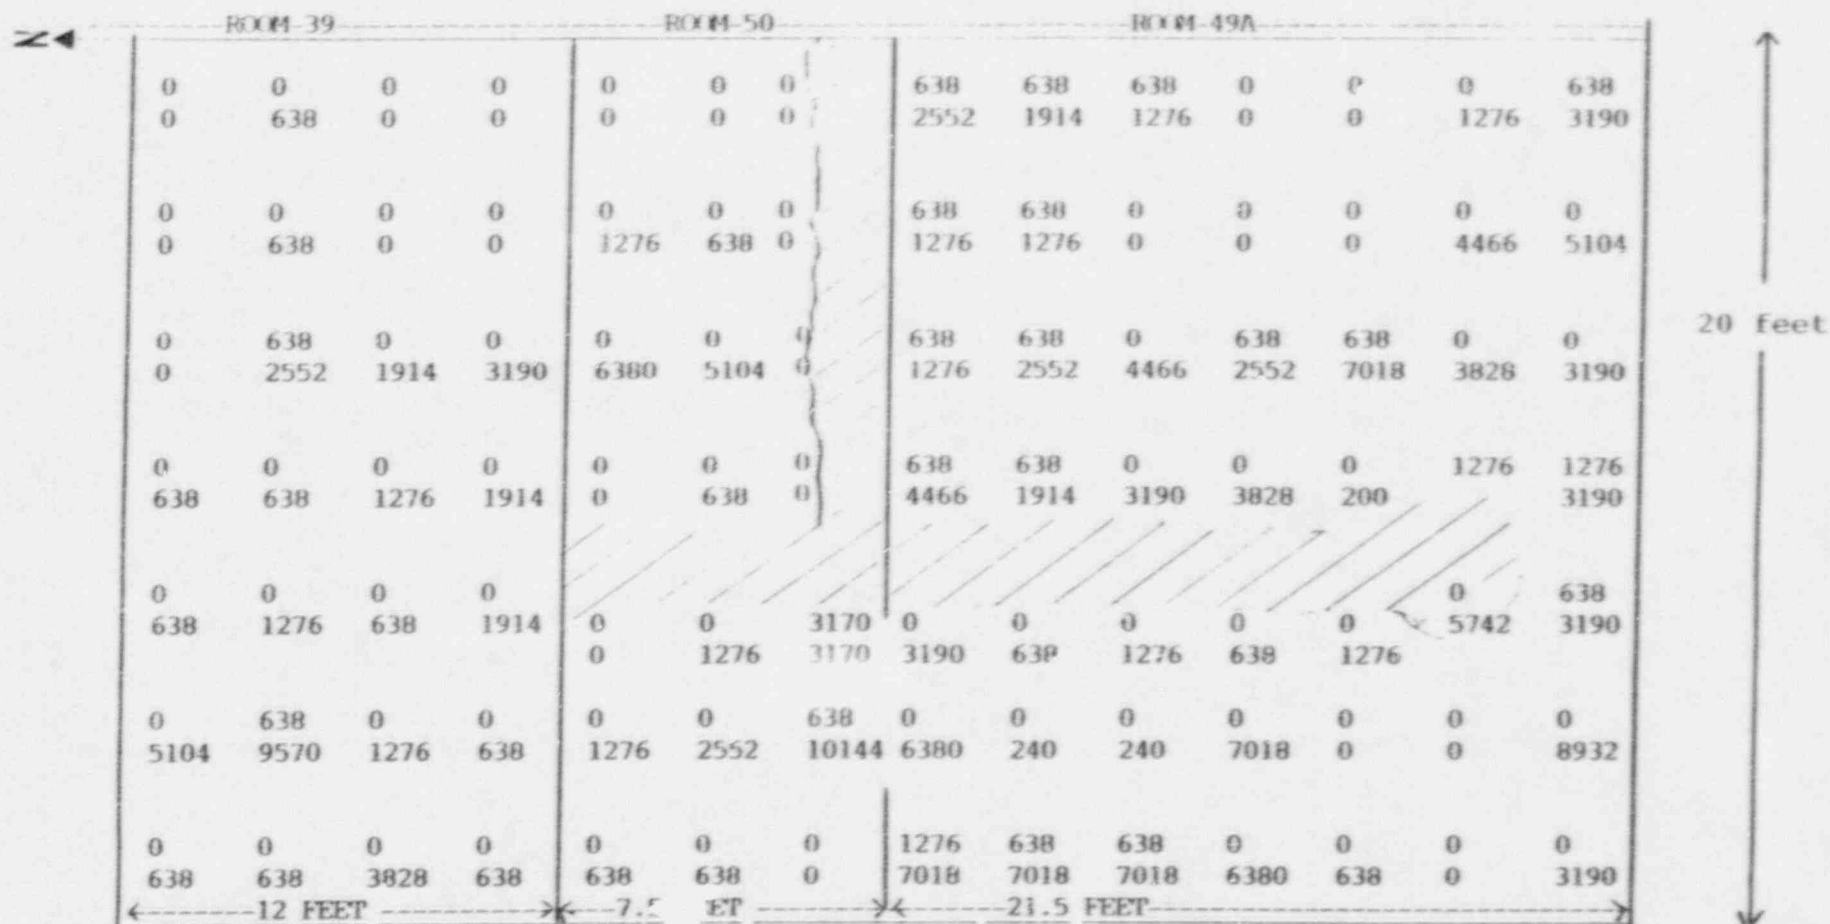 ROOM 39 ROOM 50 ROOM 49A
N
0 0 0 0 0 0 0 638 638 638 0 0 638
0 638 0 0 0 0 0 2552 1914 1276 0 0 1276 3190
0 0 0 0 0 0 0 638 638 0 0 0 0 0
0 638 0 0 1276 638 0 1276 1276 0 0 0 4466 5104
20 feet
0 638 0 0 0 0 0 638 638 0 638 638 0 0
0 2552 1914 3190 6380 5104 0 1276 2552 4466 2552 7018 3828 3190
0 0 0 0 0 0 0 638 638 0 0 0 1276 1276
638 638 1276 1914 0 638 0 4466 1914 3190 3828 200 3190
0 0 0 0 0 638
638 1276 638 1914 0 0 3170 0 0 0 0 0 5742 3190
0 1276 3170 3190 638 1276 638 1276
0 638 0 0 0 0 638 0 0 0 0 0 0 0
5104 9570 1276 638 1276 2552 10144 6380 240 240 7018 0 0 8932
0 0 0 0 0 0 0 1276 638 638 0 0 0 0
638 638 3828 638 638 638 0 7018 7018 7018 6380 638 0 3190
12 FEET 21.5 FEET